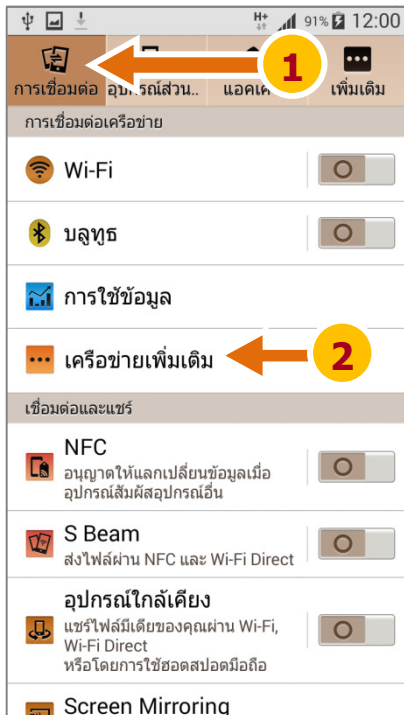 H+ 91% 12:00
การเชื่อมต่อ เพิ่มเติม
1
การเชื่อมต่อเครือข่าย
Wi-Fi
บลูทูธ
การใช้ข้อมูล
เครือข่ายเพิ่มเติม
2
เชื่อมต่อและแชร์
NFC
อนุญาตให้แลกเปลี่ยนข้อมูลเมื่อ
อุปกรณ์สัมผัสอุปกรณ์อื่น
S Beam
ส่งไฟล์ผ่าน NFC และ Wi-Fi Direct
อุปกรณ์ใกล้เคียง
แชร์ไฟล์มีเดียของคุณผ่าน Wi-Fi,
Wi-Fi Direct
หรือโดยการใช้ฮอตสปอตมือถือ
Screen Mirroring